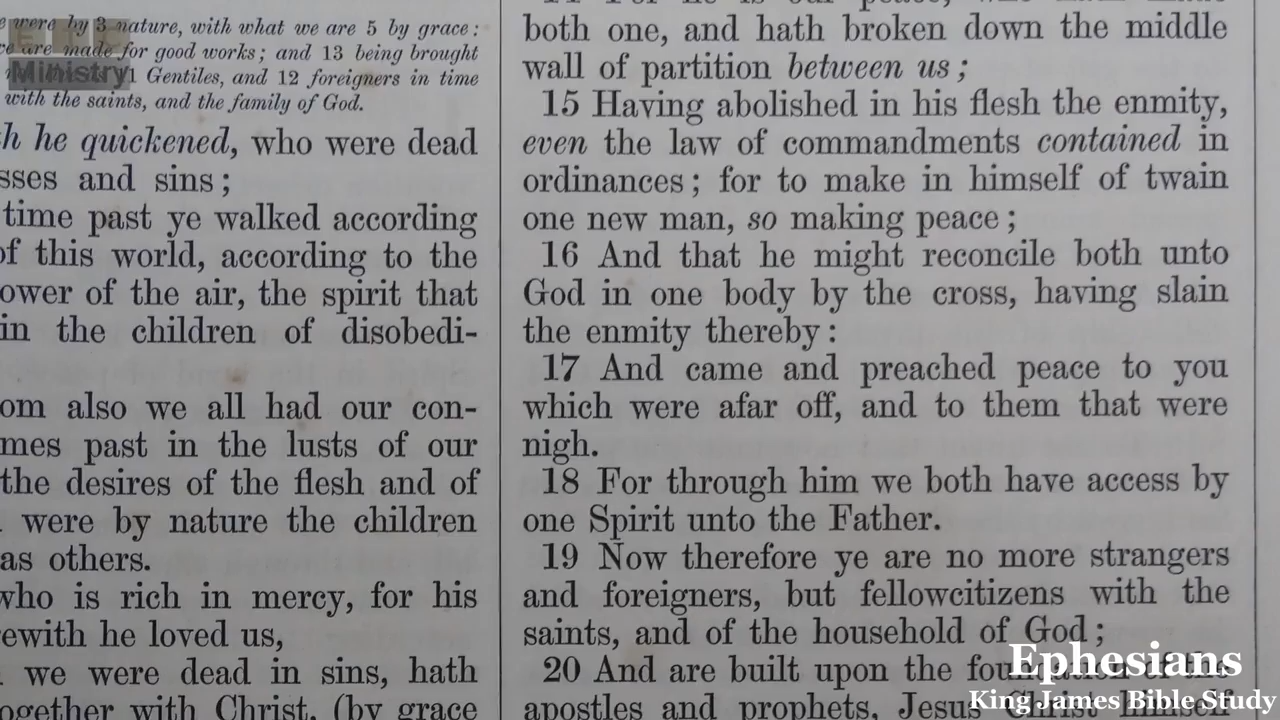 were by 3 nature, with what we are 5 by grace:
are made for good works; and 13 being brought
Ministry 1 Gentiles, and 12 foreigners in time
with the saints, and the family of God.
h he quickened, who were dead
sses and sins;
time past ye walked according
of this world, according to the
ower of the air, the spirit that
in the children of disobedi-
om also we all had our con-
mes past in the lusts of our
the desires of the flesh and of
were by nature the children
as others.
who is rich in mercy, for his
ewith he loved us,
we were dead in sins, hath
ogether with Christ, (by grace
both one, and hath broken down the middle
wall of partition between us;
15 Having abolished in his flesh the enmity,
even the law of commandments contained in
ordinances; for to make in himself of twain
one new man, so making peace;
16 And that he might reconcile both unto
God in one body by the cross, having slain
the enmity thereby:
17 And came and preached peace to you
which were afar off, and to them that were
nigh.
18 For through him we both have access by
one Spirit unto the Father.
19 Now therefore ye are no more strangers
and foreigners, but fellowcitizens with the
saints, and of the household of God;
20 And are built upon the foundation of the
apostles and prophets, Jesus Christ himself
Ephesians
King James Bible Study